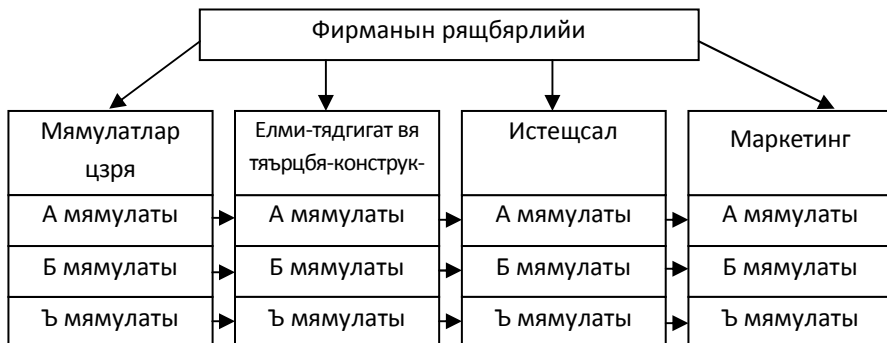 Фирманын рящбярлийи
Мямулатлар
цзря
Елми-тядгигат вя
тяърцбя-конструк-
Истещсал
Маркетинг
А мямулаты
А мямулаты
А мямулаты
А мямулаты
Б мямулаты
Б мямулаты
Б мямулаты
Б мямулаты
Ъ мямулаты
Ъ мямулаты
Ъ мямулаты
Ъ мямулаты